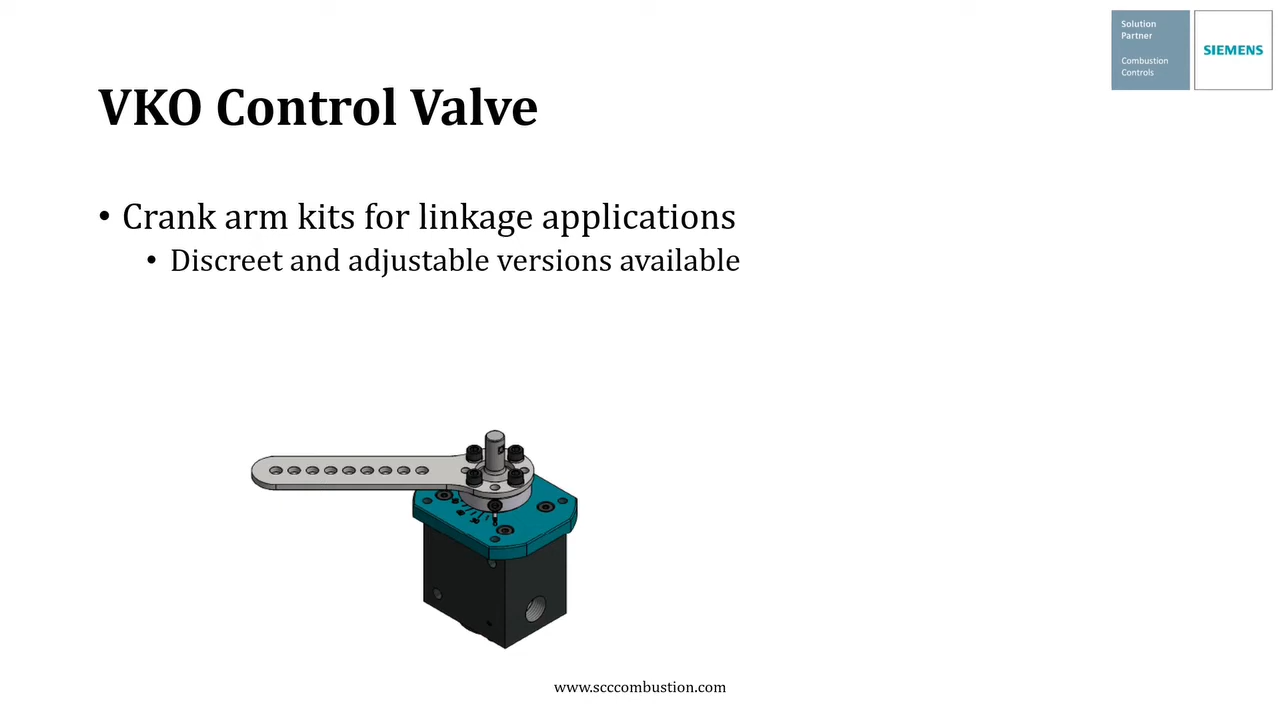 Solution
Partner
Combustion
Controls
SIEMENS
VKO Control Valve
• Crank arm kits for linkage applications
• Discreet and adjustable versions available
www.scccombustion.com